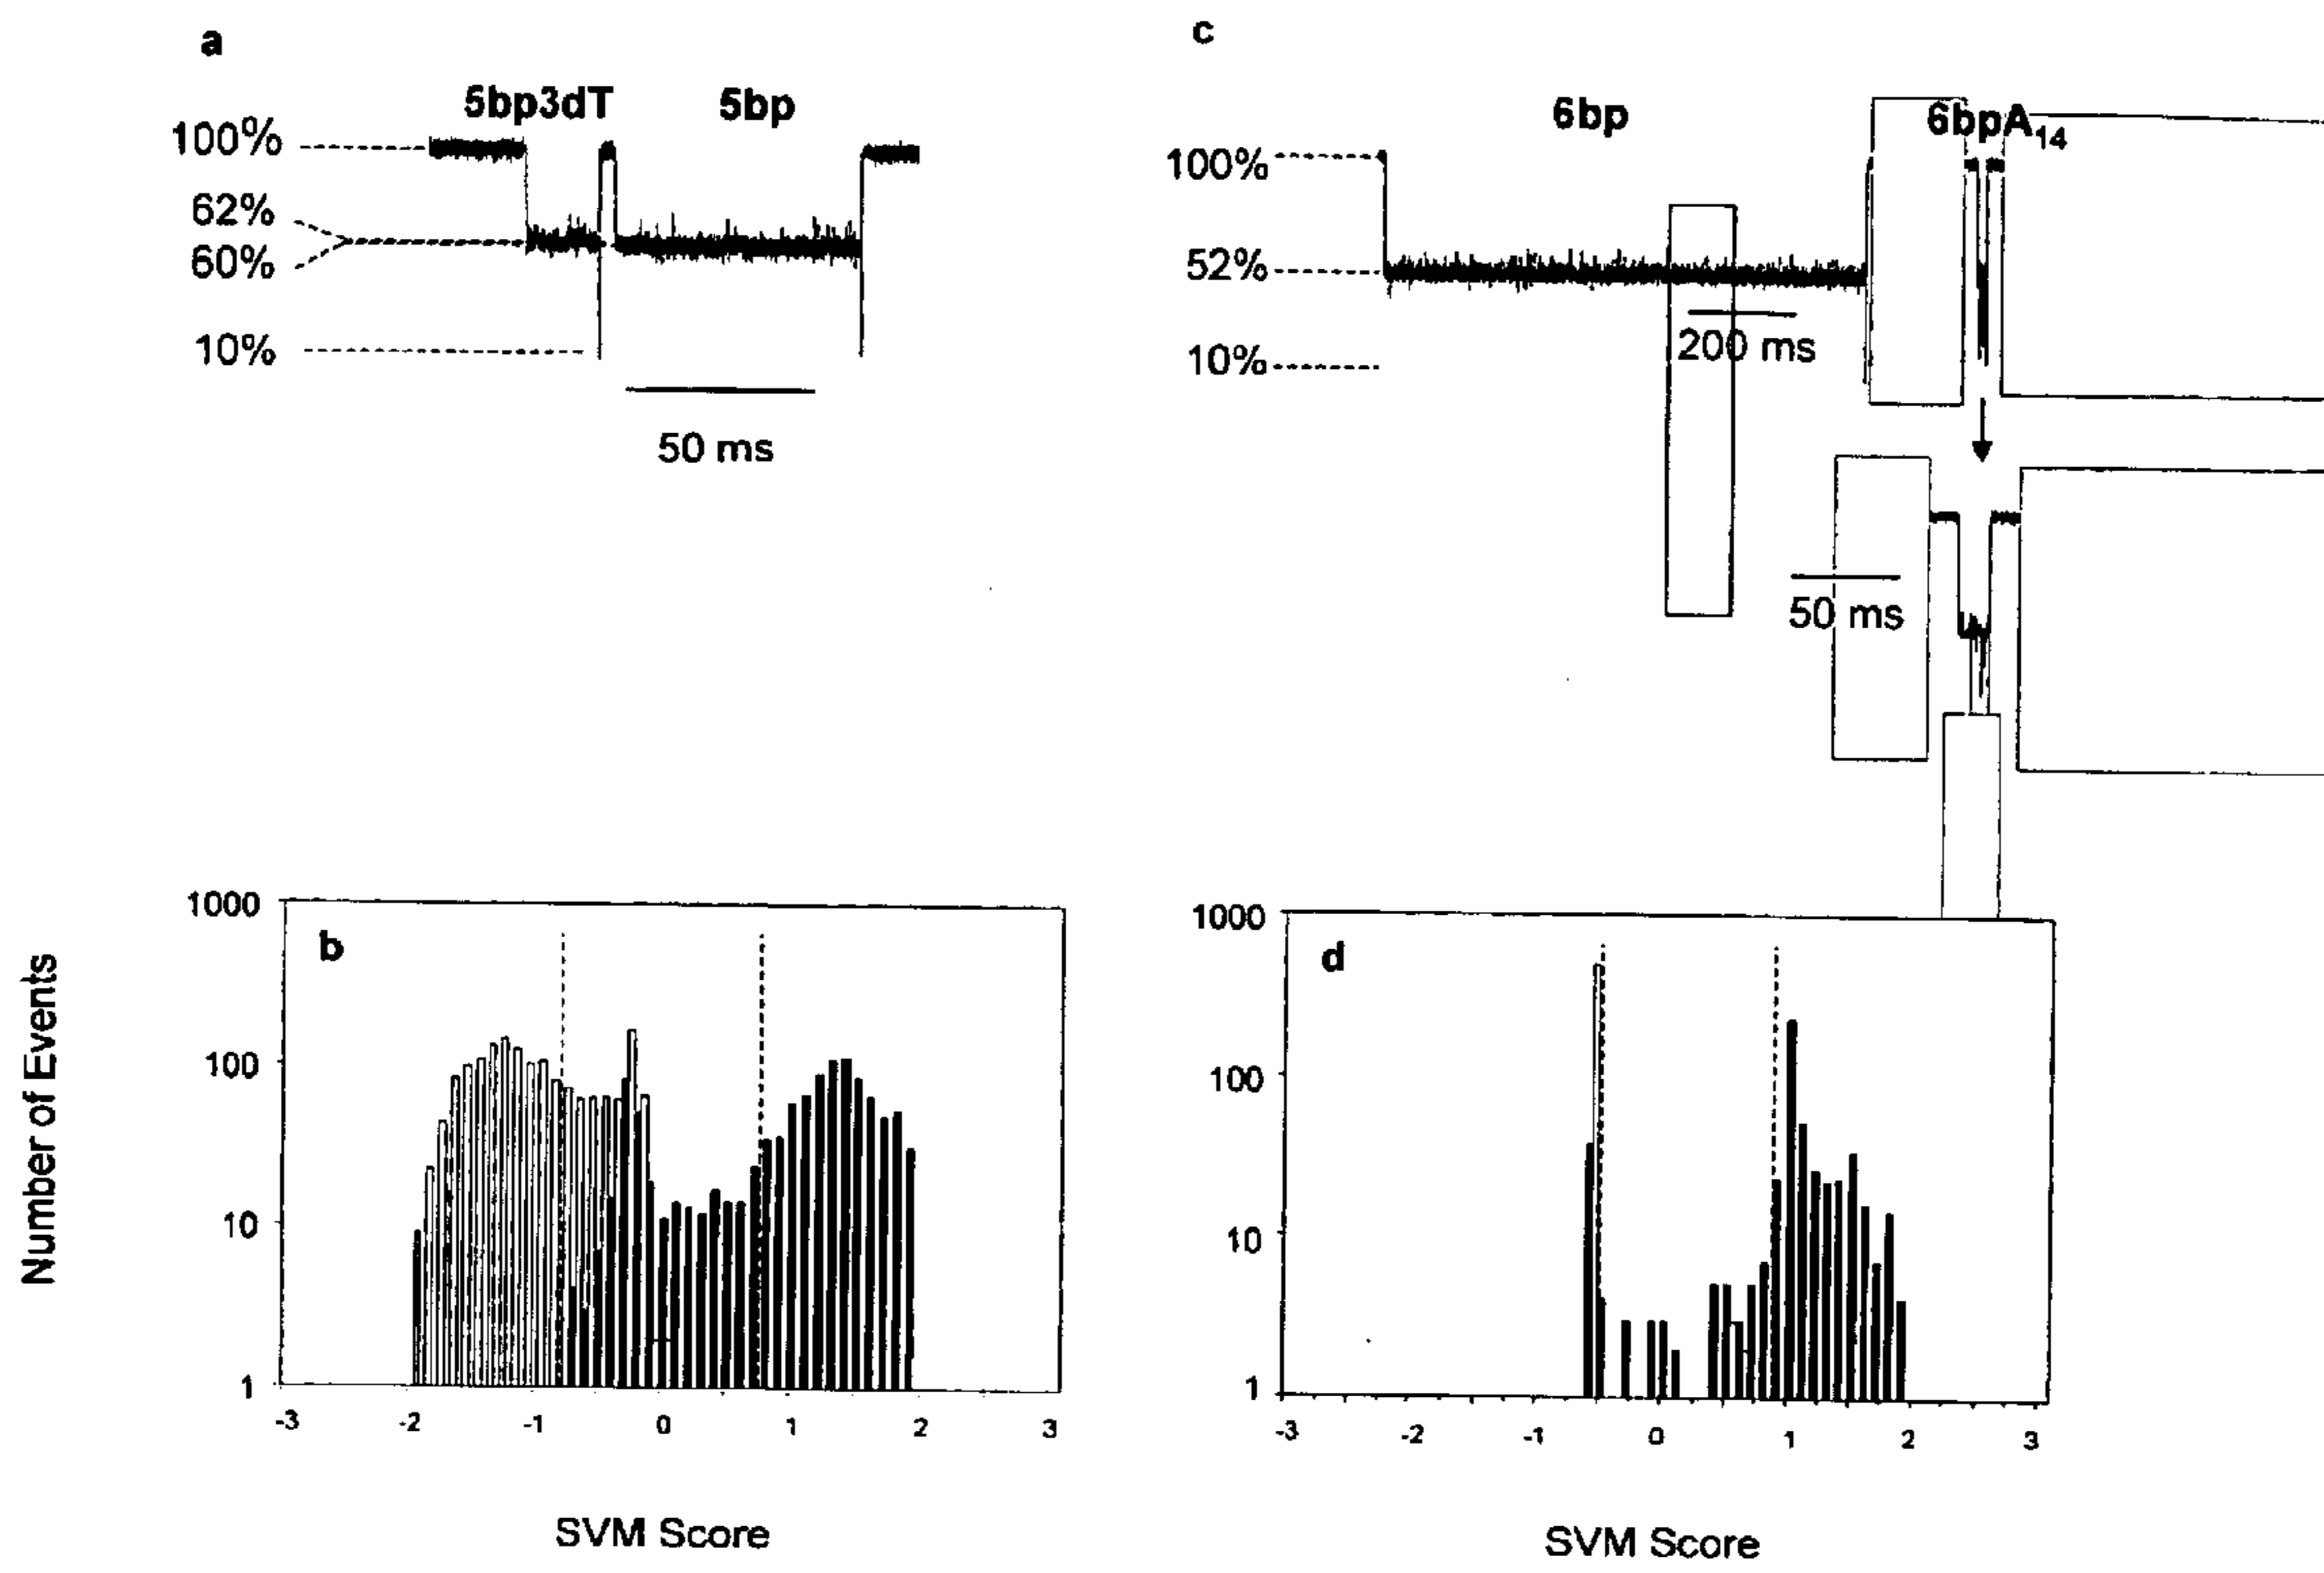 a
5bp3dT 5bp
100%
62%
60%
10%
50 ms
c
6bp 6bpA14
100%
52%
10%
200 ms
50 ms
Number of Events
b
1000
100
10
1
-3 -2 -1 0 1 2 3
SVM Score
d
1000
100
10
1
-3 -2 -1 0 1 2 3
SVM Score